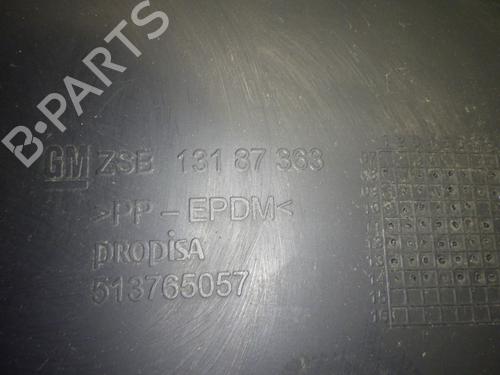 B-PARTS
GM ZSB 131 87 363
>PP-EPDM<
propisa
513765057